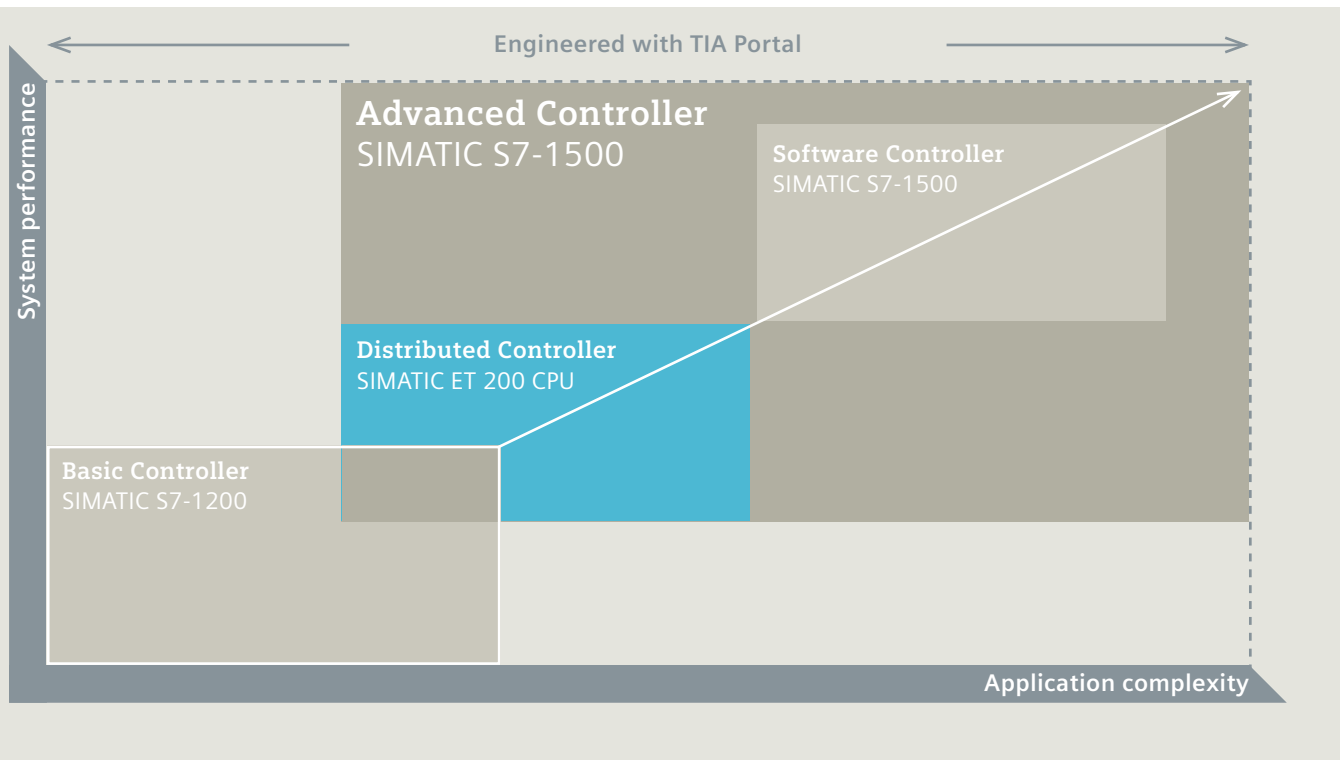 Engineered with TIA Portal
System performance
Advanced Controller
SIMATIC S7-1500
Software Controller
SIMATIC S7-1500
Distributed Controller
SIMATIC ET 200 CPU
Basic Controller
SIMATIC S7-1200
Application complexity